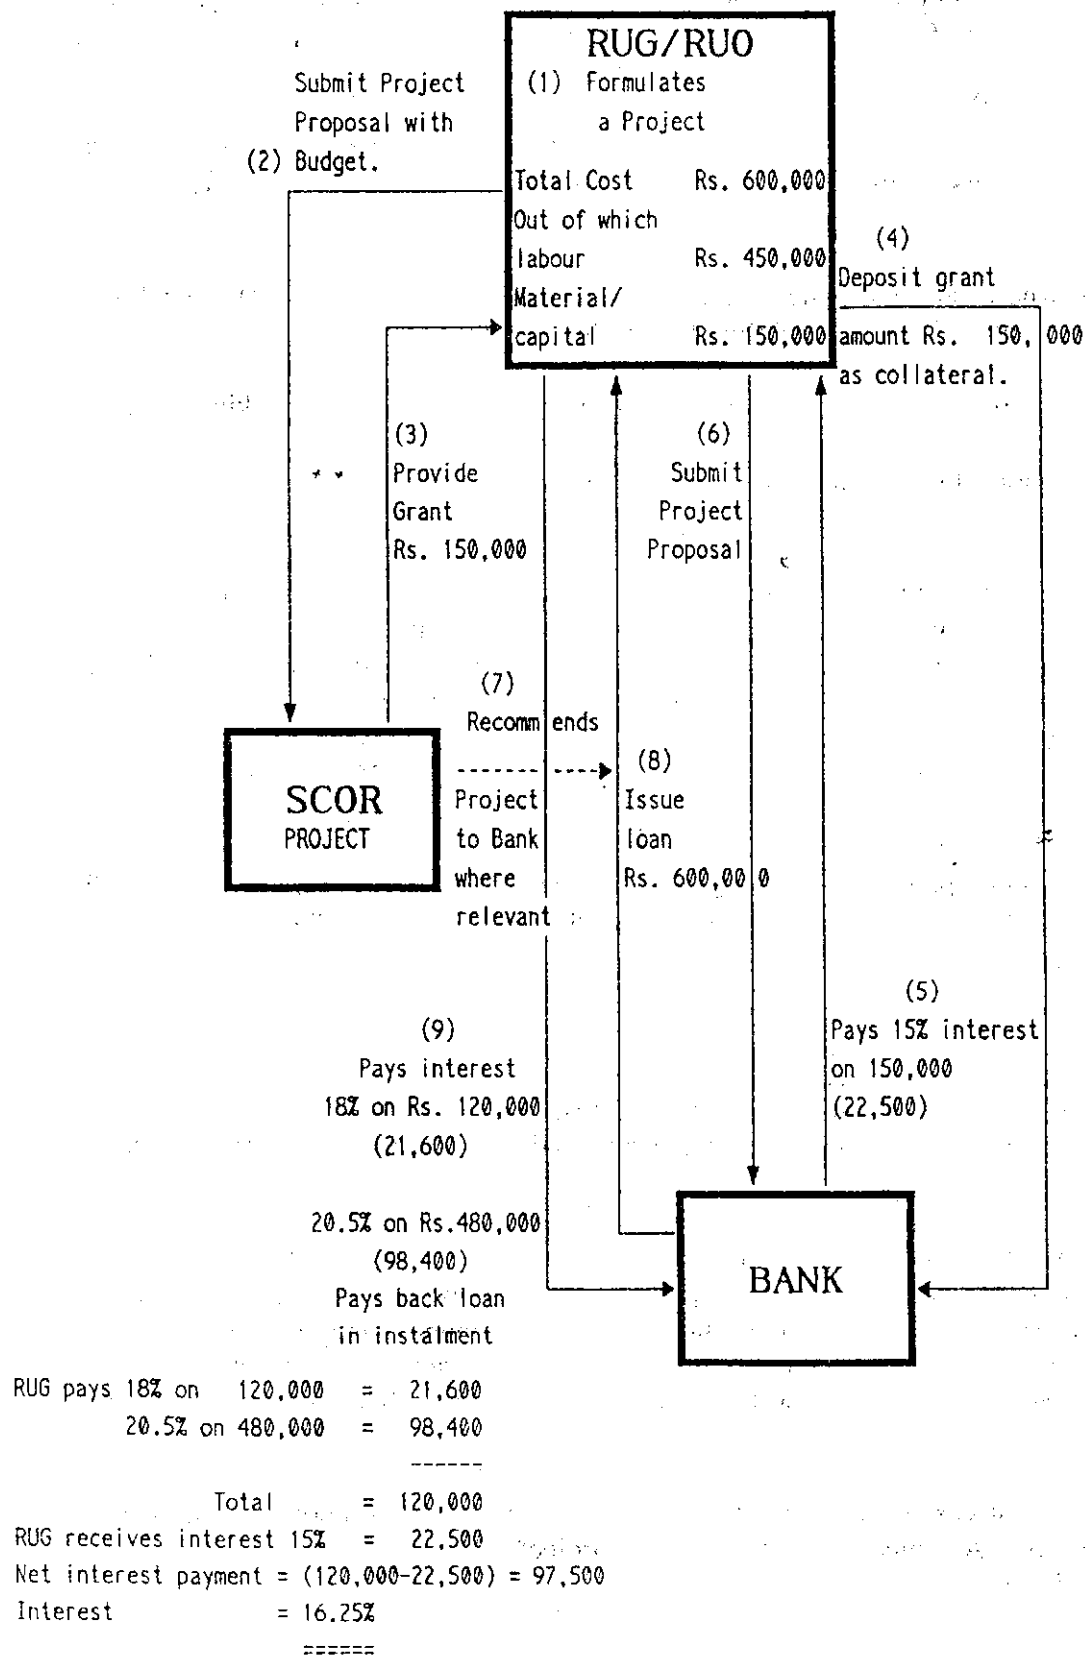 RUG/RUO
(1) Formulates
a Project
Total Cost Rs. 600,000
Out of which
labour Rs. 450,000
Material/
capital Rs. 150,000
Submit Project
Proposal with
(2) Budget.
(3)
Provide
Grant
Rs. 150,000
(4)
Deposit grant
amount Rs. 150,000
as collateral.
(6)
Submit
Project
Proposal
(7)
Recommends
Project
to Bank
where
relevant
(8)
Issue
loan
Rs. 600,000
SCOR
PROJECT
(5)
Pays 15% interest
on 150,000
(22,500)
(9)
Pays interest
18% on Rs. 120,000
(21,600)
20.5% on Rs.480,000
(98,400)
Pays back loan
in instalment
BANK
RUG pays 18% on 120,000 = 21,600
20.5% on 480,000 = 98,400
------
Total = 120,000
RUG receives interest 15% = 22,500
Net interest payment = (120,000-22,500) = 97,500
Interest = 16.25%
======